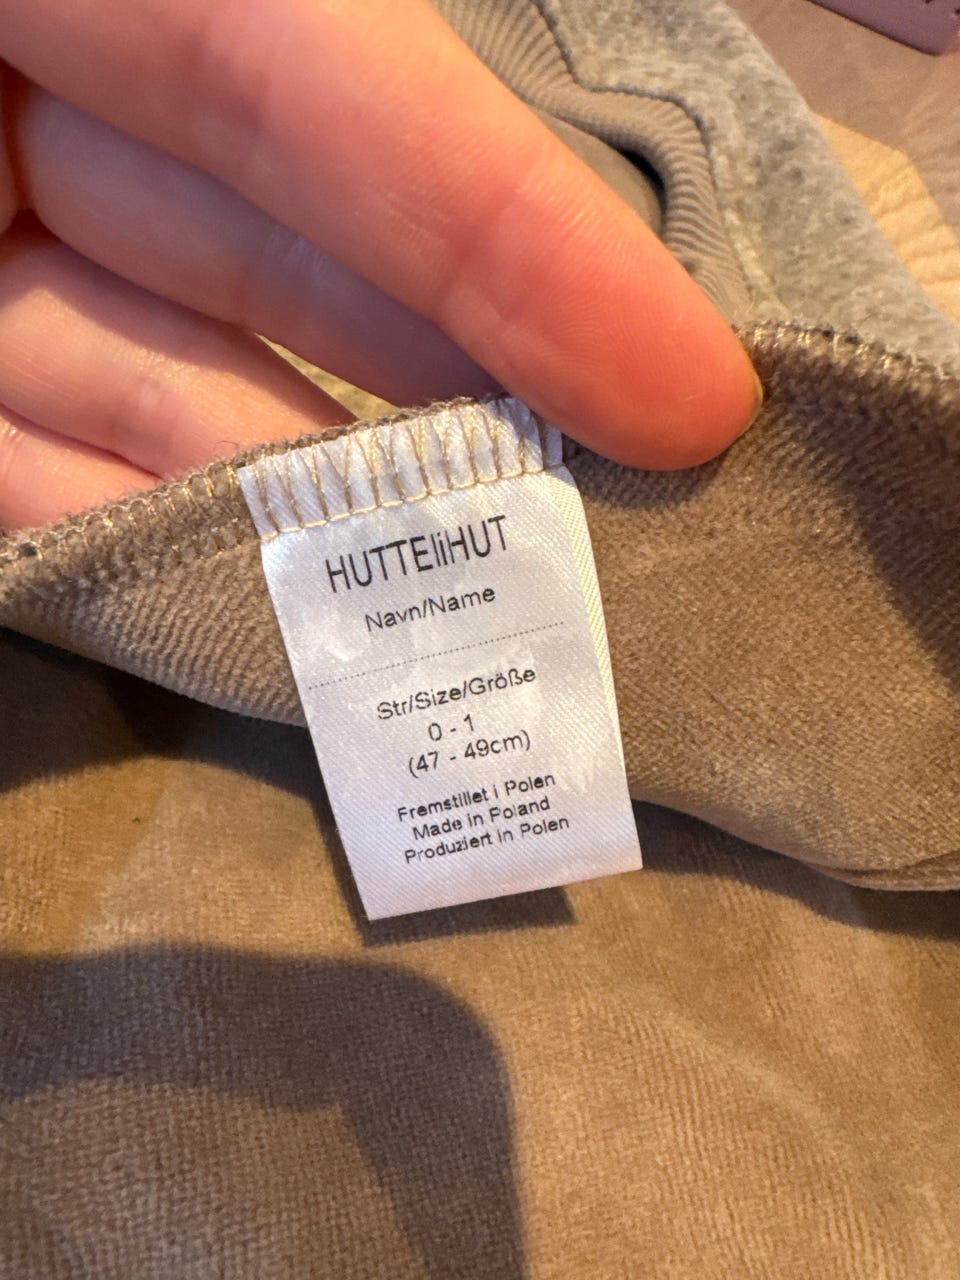 HUTTEliHUT
Navn/Name
Str/Size/Größe
0 - 1
(47 - 49cm)
Fremstillet i Polen
Made in Poland
Produziert in Polen